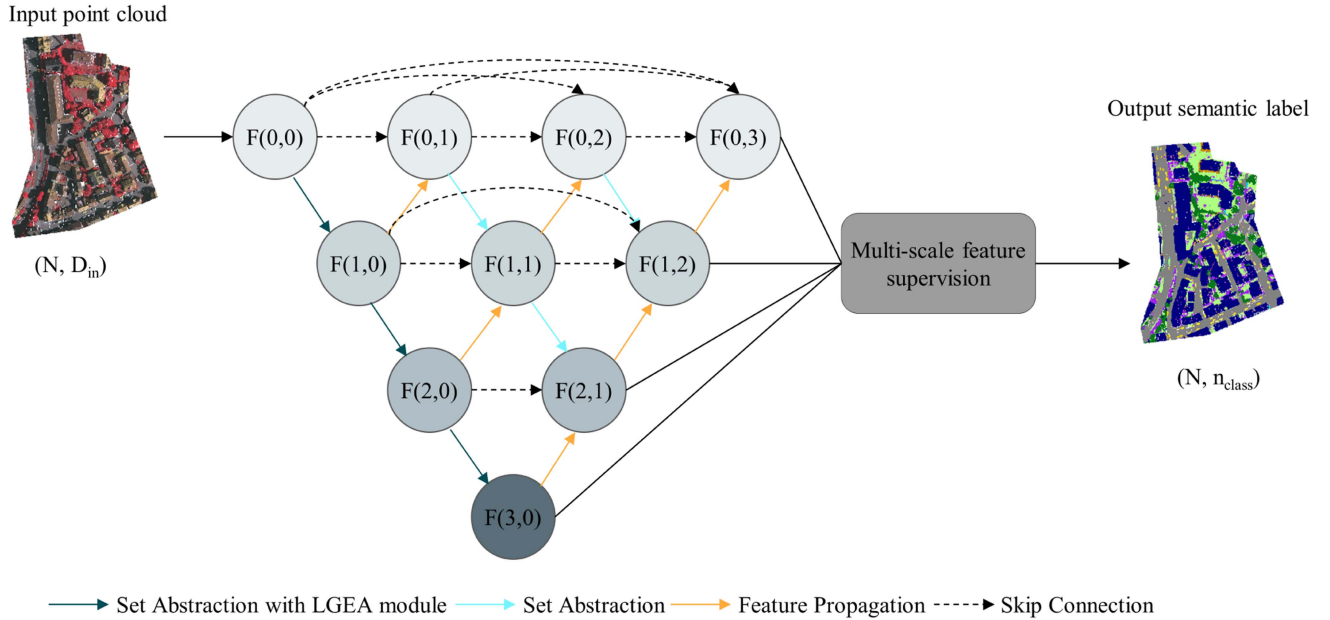 Input point cloud
(N, D_in)
F(0,0)
F(0,1)
F(0,2)
F(0,3)
F(1,0)
F(1,1)
F(1,2)
F(2,0)
F(2,1)
F(3,0)
Multi-scale feature
supervision
Output semantic label
(N, n_class)
Set Abstraction with LGEA module
Set Abstraction
Feature Propagation
Skip Connection